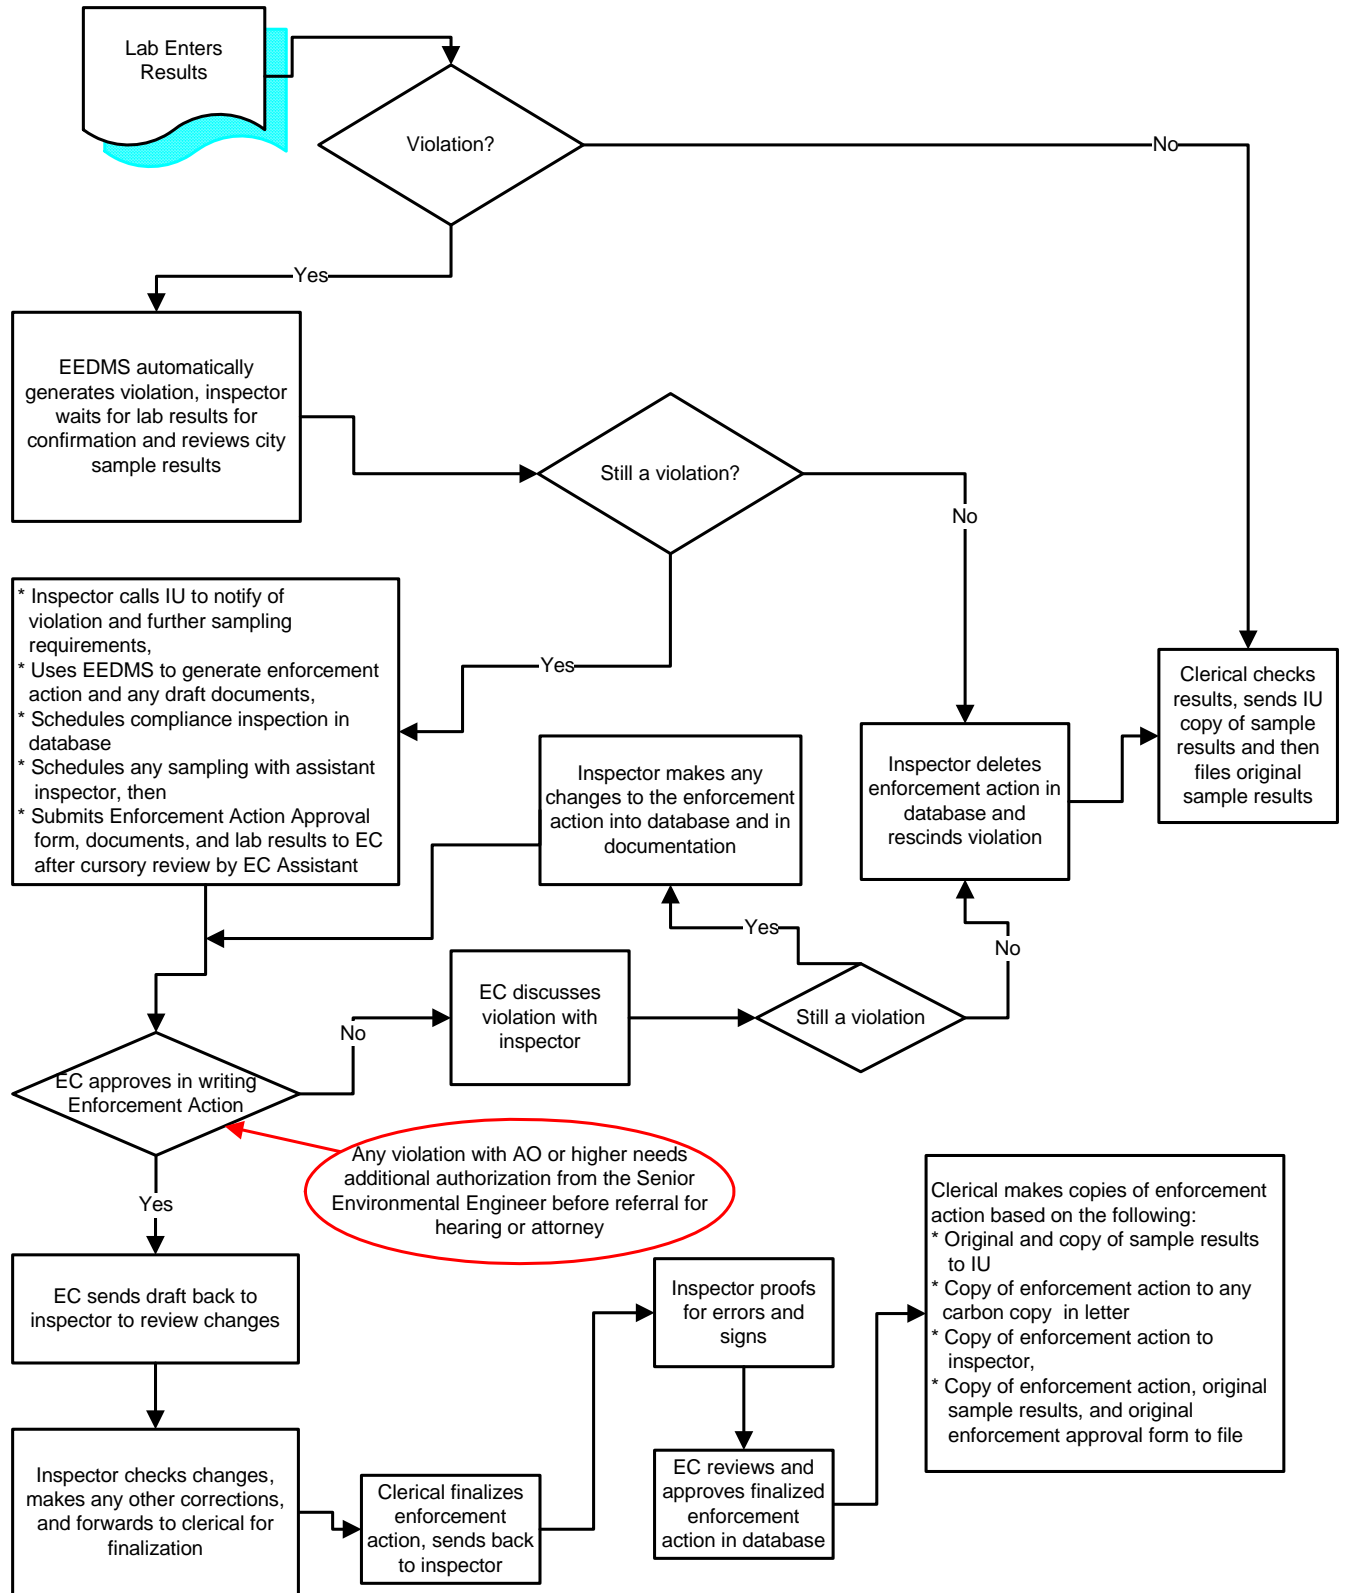 Lab Enters
Results
Violation?
No
Yes
EEDMS automatically
generates violation, inspector
waits for lab results for
confirmation and reviews city
sample results
Still a violation?
No
Yes
* Inspector calls IU to notify of
violation and further sampling
requirements,
* Uses EEDMS to generate enforcement
action and any draft documents,
* Schedules compliance inspection in
database
* Schedules any sampling with assistant
inspector, then
* Submits Enforcement Action Approval
form, documents, and lab results to EC
after cursory review by EC Assistant
Clerical checks
results, sends IU
copy of sample
results and then
files original
sample results
Inspector deletes
enforcement action in
database and
rescinds violation
Inspector makes any
changes to the enforcement
action into database and in
documentation
Yes
No
EC discusses
violation with
inspector
Still a violation
No
EC approves in writing
Enforcement Action
Any violation with AO or higher needs
additional authorization from the Senior
Environmental Engineer before referral for
hearing or attorney
Yes
EC sends draft back to
inspector to review changes
Inspector checks changes,
makes any other corrections,
and forwards to clerical for
finalization
Clerical finalizes
enforcement
action, sends back
to inspector
Inspector proofs
for errors and
signs
EC reviews and
approves finalized
enforcement
action in database
Clerical makes copies of enforcement
action based on the following:
* Original and copy of sample results
to IU
* Copy of enforcement action to any
carbon copy in letter
* Copy of enforcement action to
inspector,
* Copy of enforcement action, original
sample results, and original
enforcement approval form to file